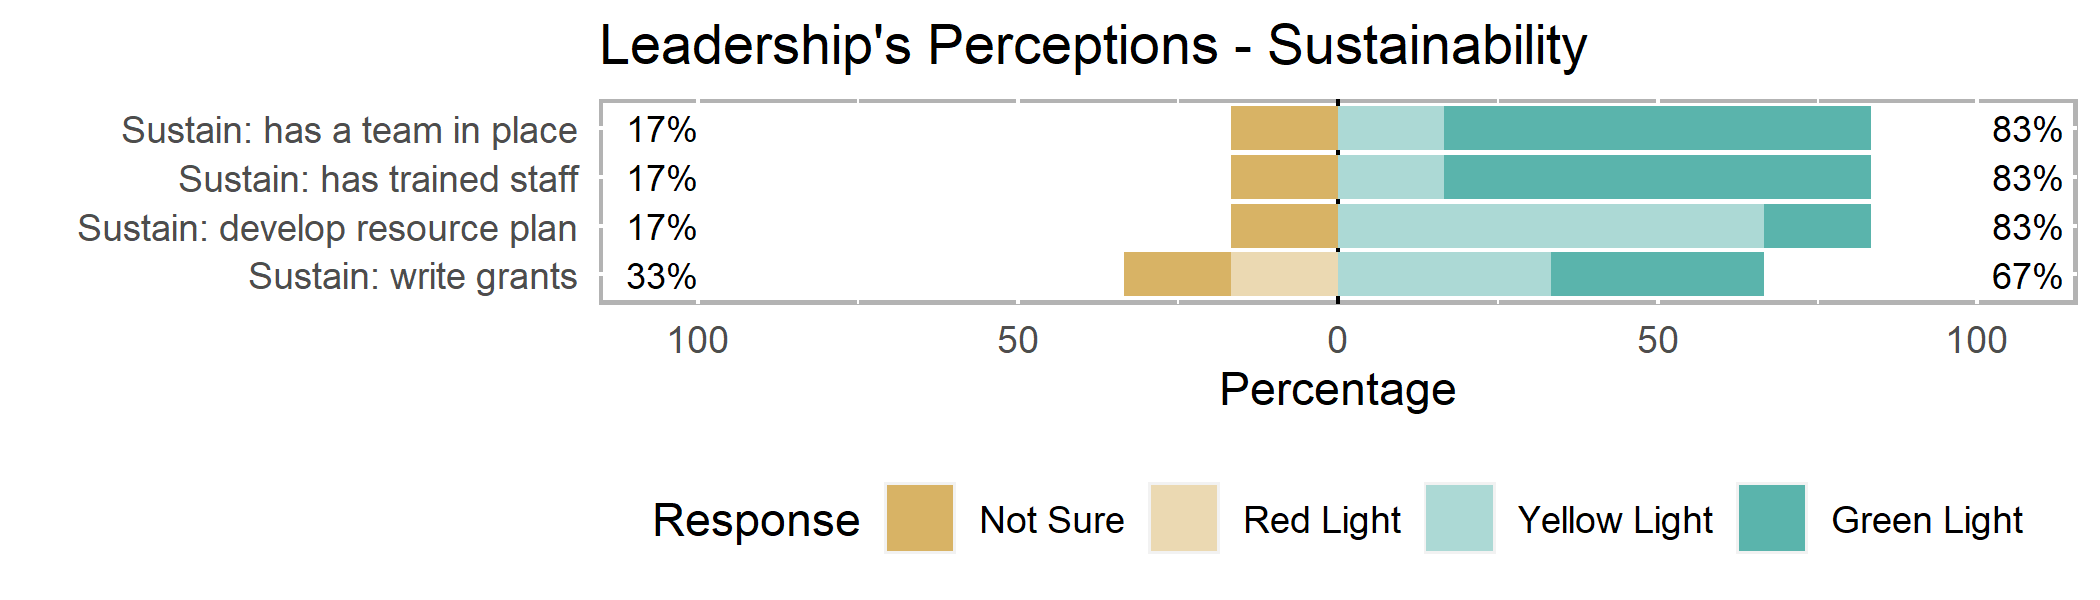 Leadership's Perceptions - Sustainability
Sustain: has a team in place 17% 83%
Sustain: has trained staff 17% 83%
Sustain: develop resource plan 17% 83%
Sustain: write grants 33% 67%
100 50 0 50 100
Percentage
Response Not Sure Red Light Yellow Light Green Light